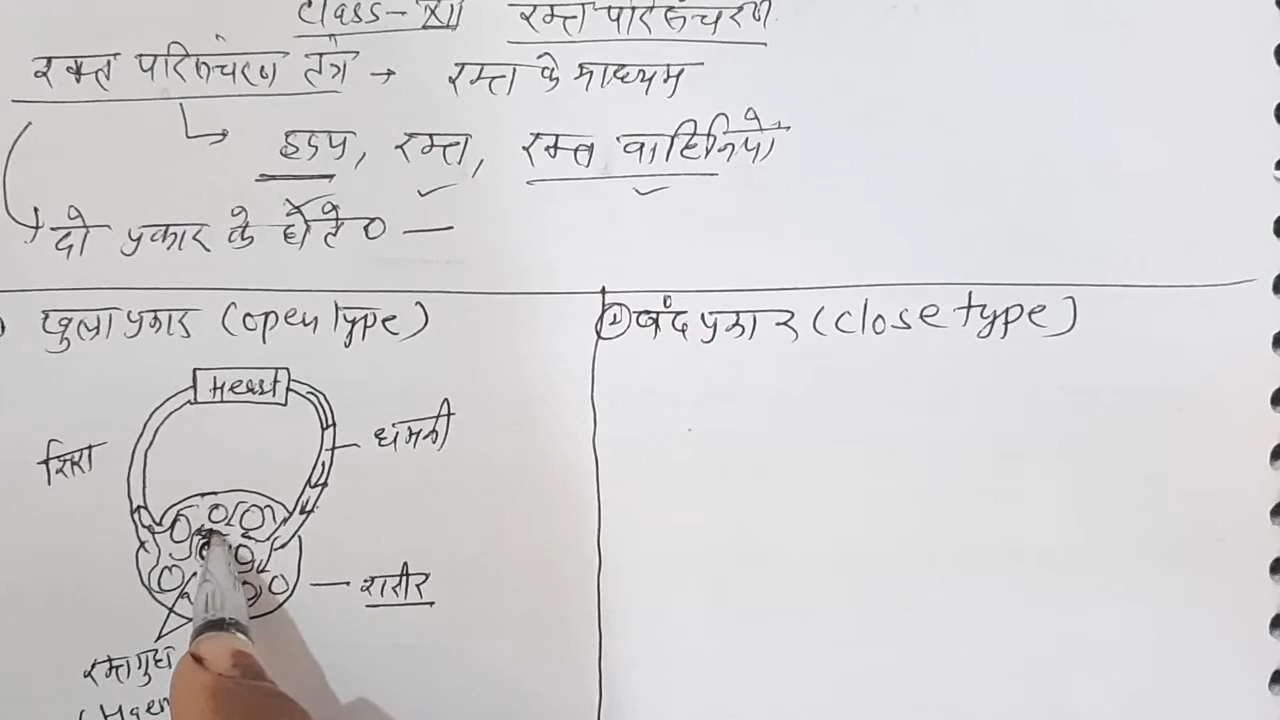 Class-XII रक्त परिसंचरण
रक्त परिसंचरण तंत्र → रक्त के माध्यम
हृदय, रक्त, रक्त वाहिनियाँ
दो प्रकार के होते —
खुला प्रकार (open Type)
② बंद प्रकार (close type)
Heart
शिरा
धमनी
शरीर
रक्तगुहा
(Haem